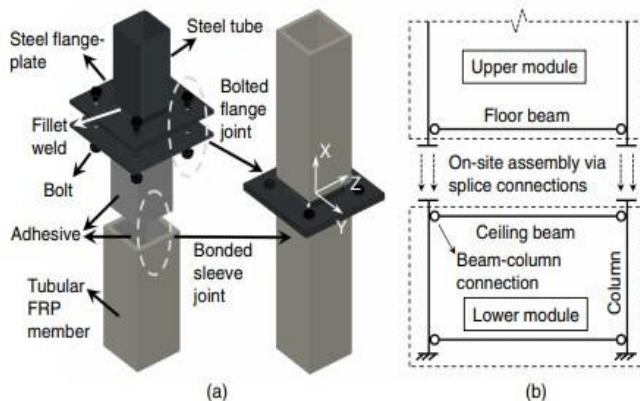 Steel flange-
plate
Steel tube
Bolted
flange
joint
Fillet
weld
Bolt
Adhesive
Bonded
sleeve
joint
Tubular
FRP
member
X
Z
Y
(a)
Upper module
Floor beam
On-site assembly via
splice connections
Ceiling beam
Beam-column
connection
Column
Lower module
(b)